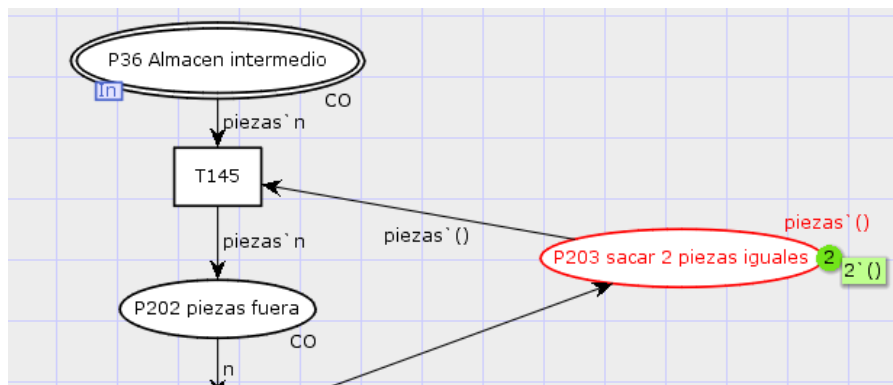 P36 Almacen intermedio
In
CO
piezas`n
T145
piezas`()
piezas`n
piezas`()
P203 sacar 2 piezas iguales
2
2`()
P202 piezas fuera
CO
n